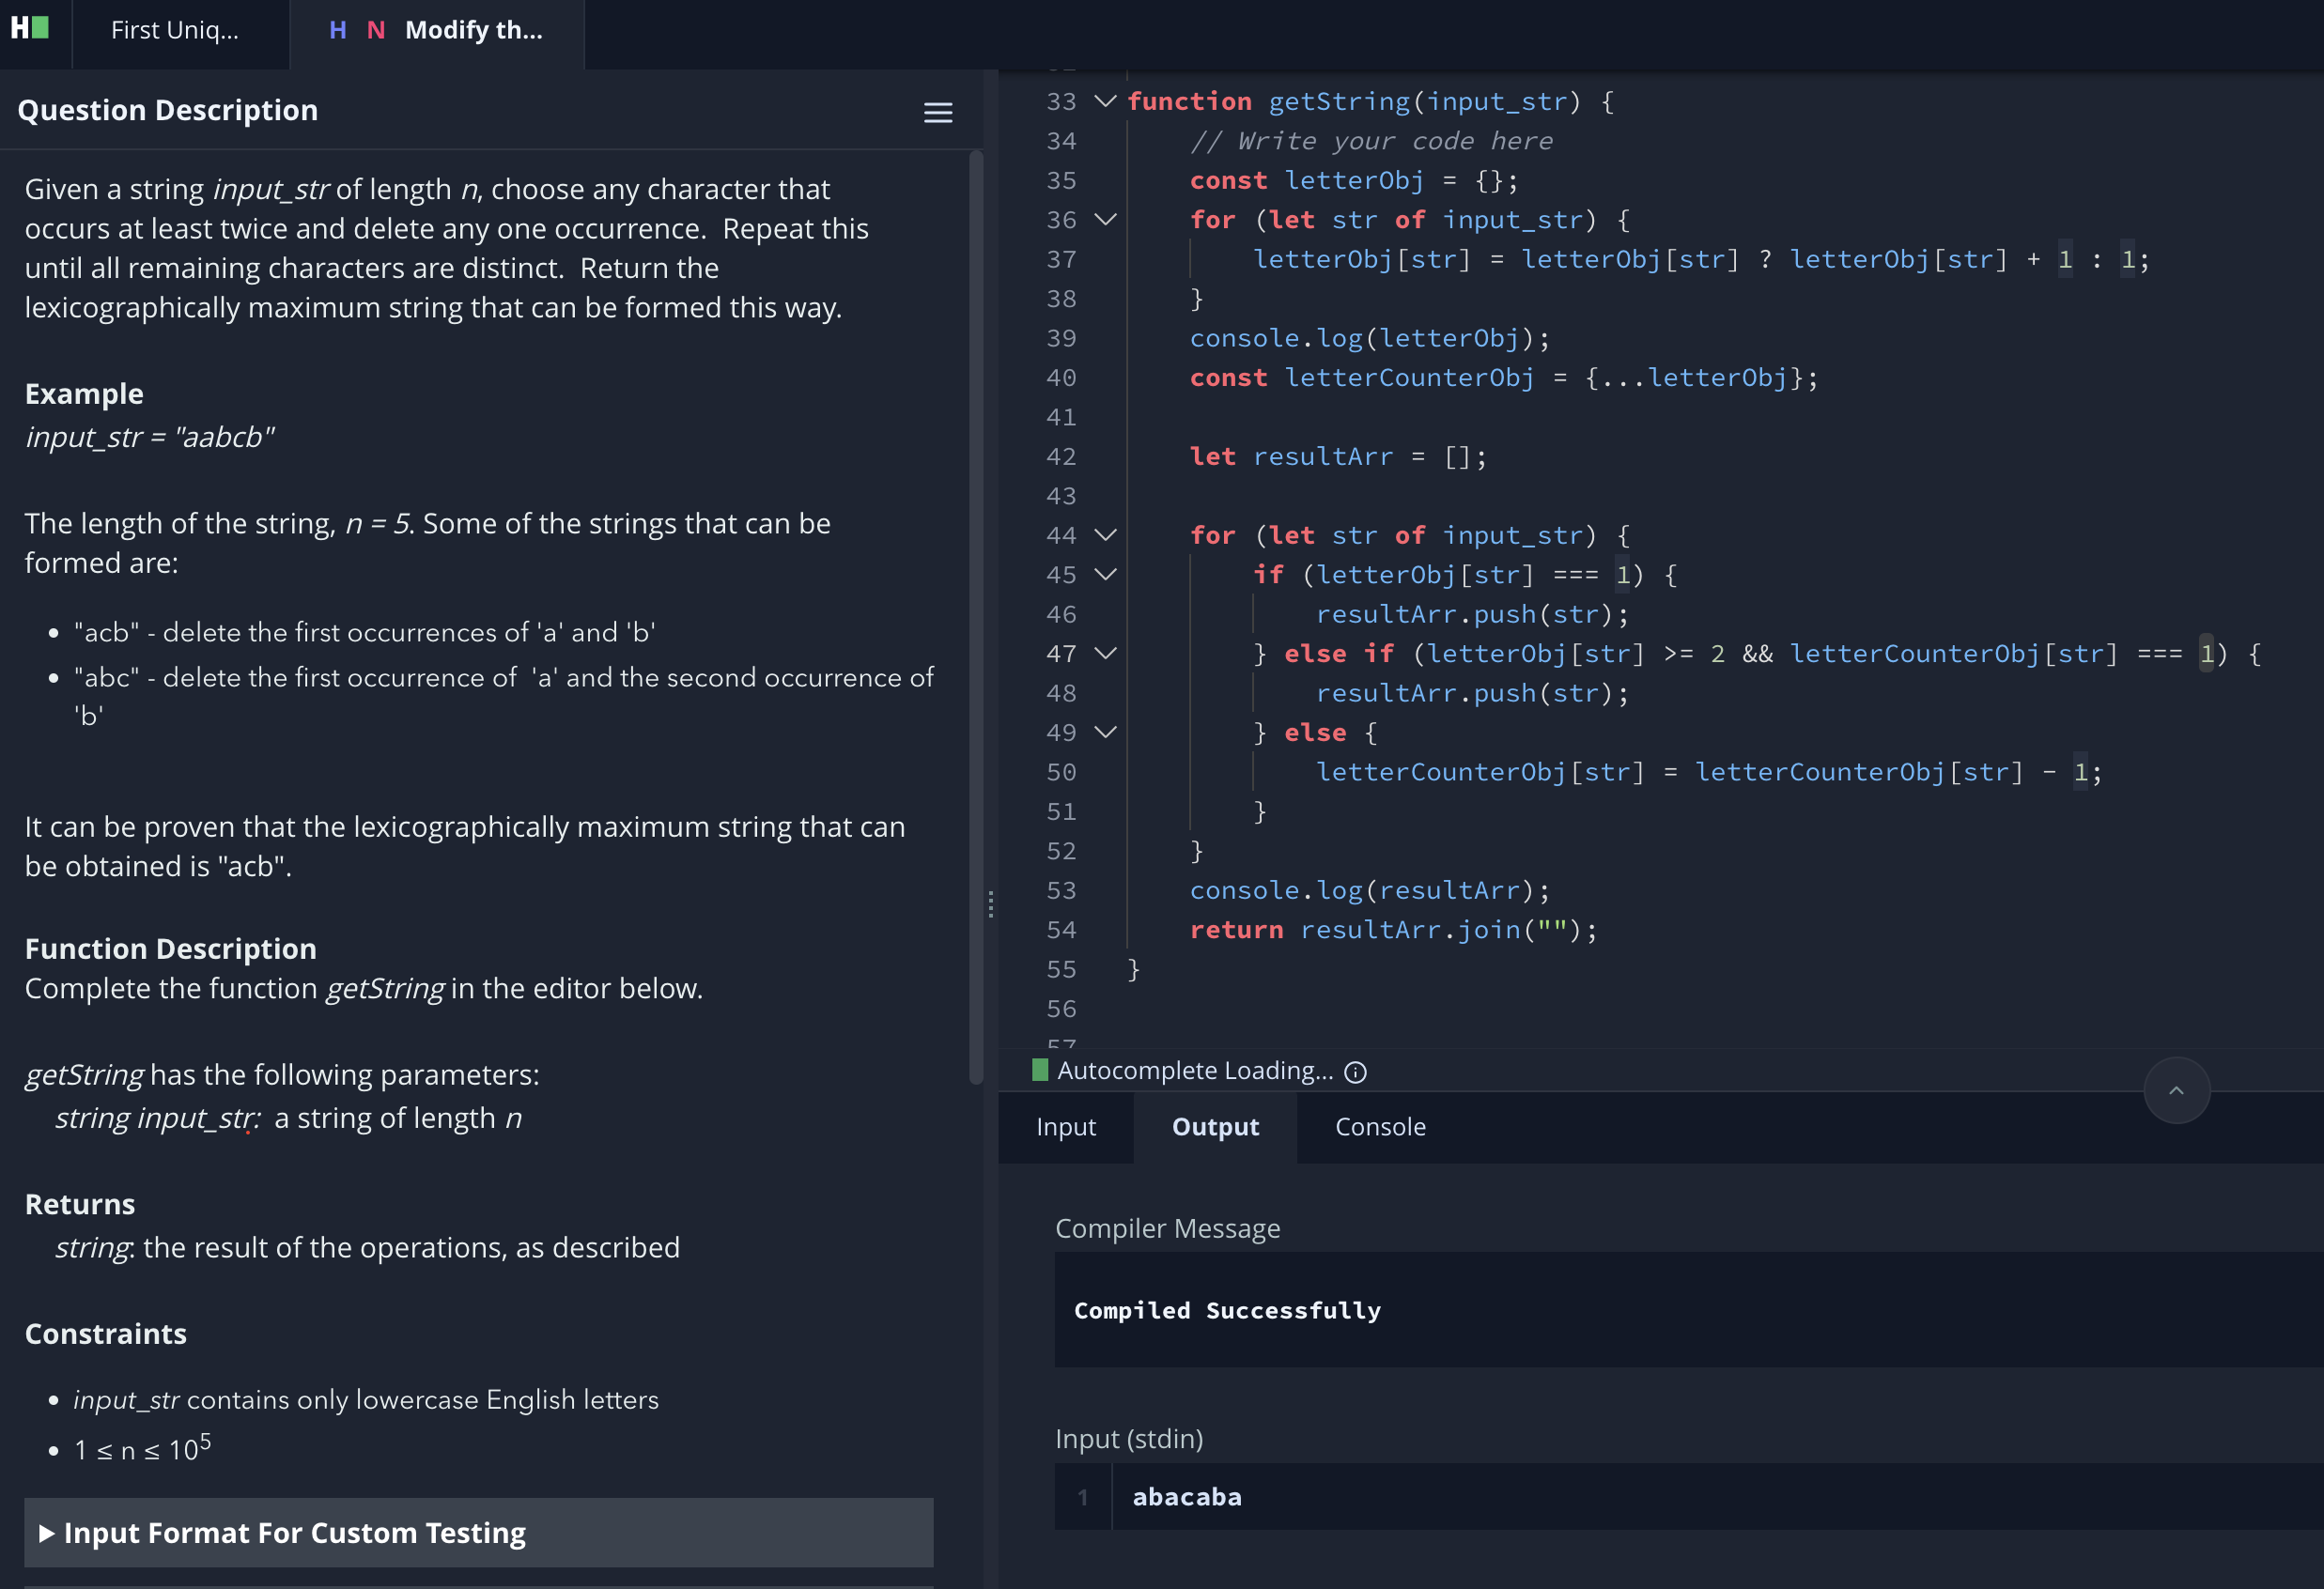 H
First Uniq...
H N Modify th...
Question Description
Given a string input_str of length n, choose any character that
occurs at least twice and delete any one occurrence.  Repeat this
until all remaining characters are distinct.  Return the
lexicographically maximum string that can be formed this way.
Example
input_str = "aabcb"
The length of the string, n = 5. Some of the strings that can be
formed are:
• "acb" - delete the first occurrences of 'a' and 'b'
• "abc" - delete the first occurrence of  'a' and the second occurrence of
'b'
It can be proven that the lexicographically maximum string that can
be obtained is "acb".
Function Description
Complete the function getString in the editor below.
getString has the following parameters:
string input_str:  a string of length n
Returns
string: the result of the operations, as described
Constraints
• input_str contains only lowercase English letters
• 1 ≤ n ≤ 10^5
▶ Input Format For Custom Testing
33 function getString(input_str) {
34     // Write your code here
35     const letterObj = {};
36     for (let str of input_str) {
37         letterObj[str] = letterObj[str] ? letterObj[str] + 1 : 1;
38     }
39     console.log(letterObj);
40     const letterCounterObj = {...letterObj};
41
42     let resultArr = [];
43
44     for (let str of input_str) {
45         if (letterObj[str] === 1) {
46             resultArr.push(str);
47         } else if (letterObj[str] >= 2 && letterCounterObj[str] === 1) {
48             resultArr.push(str);
49         } else {
50             letterCounterObj[str] = letterCounterObj[str] - 1;
51         }
52     }
53     console.log(resultArr);
54     return resultArr.join("");
55 }
56
57
Autocomplete Loading...
Input Output Console
Compiler Message
Compiled Successfully
Input (stdin)
1 abacaba